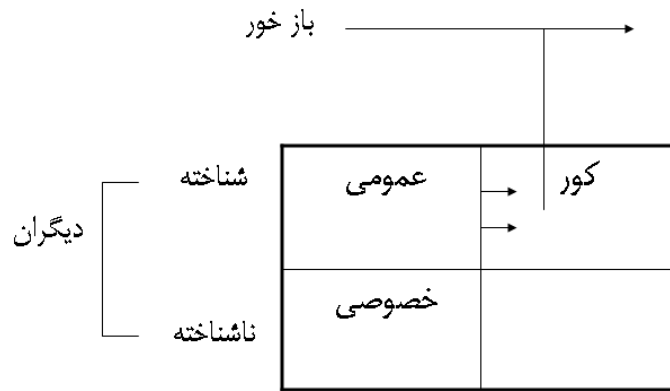 باز خور
شناخته
عمومی
کور
دیگران
ناشناخته
خصوصی